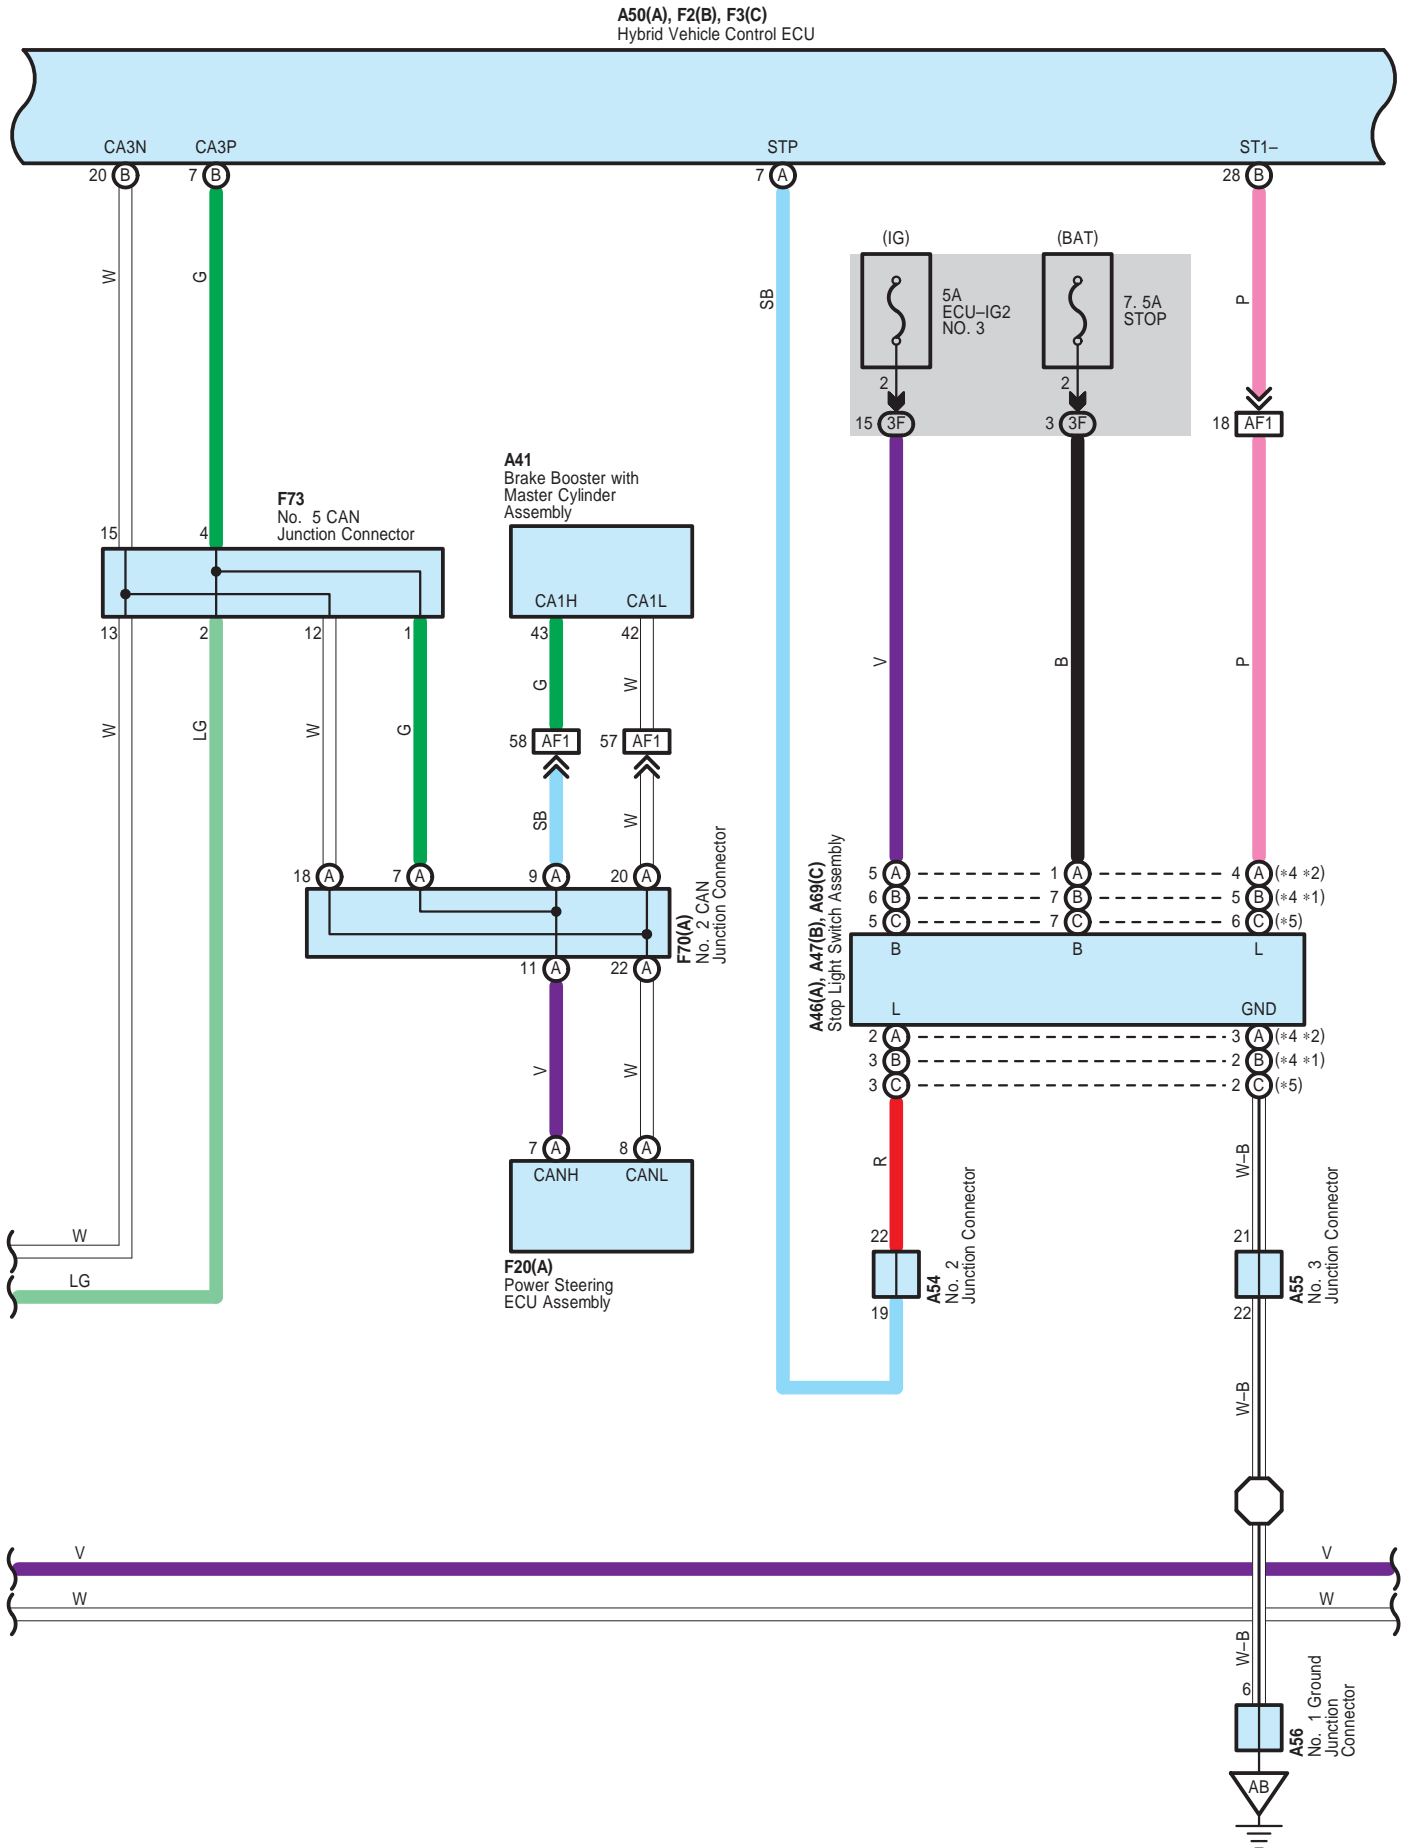 A50(A), F2(B), F3(C)
Hybrid Vehicle Control ECU
CA3N CA3P STP ST1–
20 B 7 B 7 A 28 B
(IG) (BAT)
W G SB P
5A
ECU–IG2
NO. 3
7. 5A
STOP
2 2
15 3F 3 3F 18 AF1
A41
Brake Booster with
Master Cylinder
Assembly
F73
No. 5 CAN
Junction Connector
15 4
CA1H CA1L
13 2 12 1 43 42
G W V B P
W LG W G
58 AF1 57 AF1
SB W
18 A 7 A 9 A 20 A
F70(A)
No. 2 CAN
Junction Connector
11 A 22 A
V W
7 A 8 A
CANH CANL
F20(A)
Power Steering
ECU Assembly
5 A 1 A 4 A (*4 *2)
6 B 7 B 5 B (*4 *1)
5 C 7 C 6 C (*5)
A46(A), A47(B), A69(C)
Stop Light Switch Assembly
B B L
L GND
2 A 3 A (*4 *2)
3 B 2 B (*4 *1)
3 C 2 C (*5)
R W–B
22 21
A54
No. 2
Junction Connector
A55
No. 3
Junction Connector
19 22
W
LG
W–B
V V
W W
W–B
6
A56
No. 1 Ground
Junction
Connector
AB